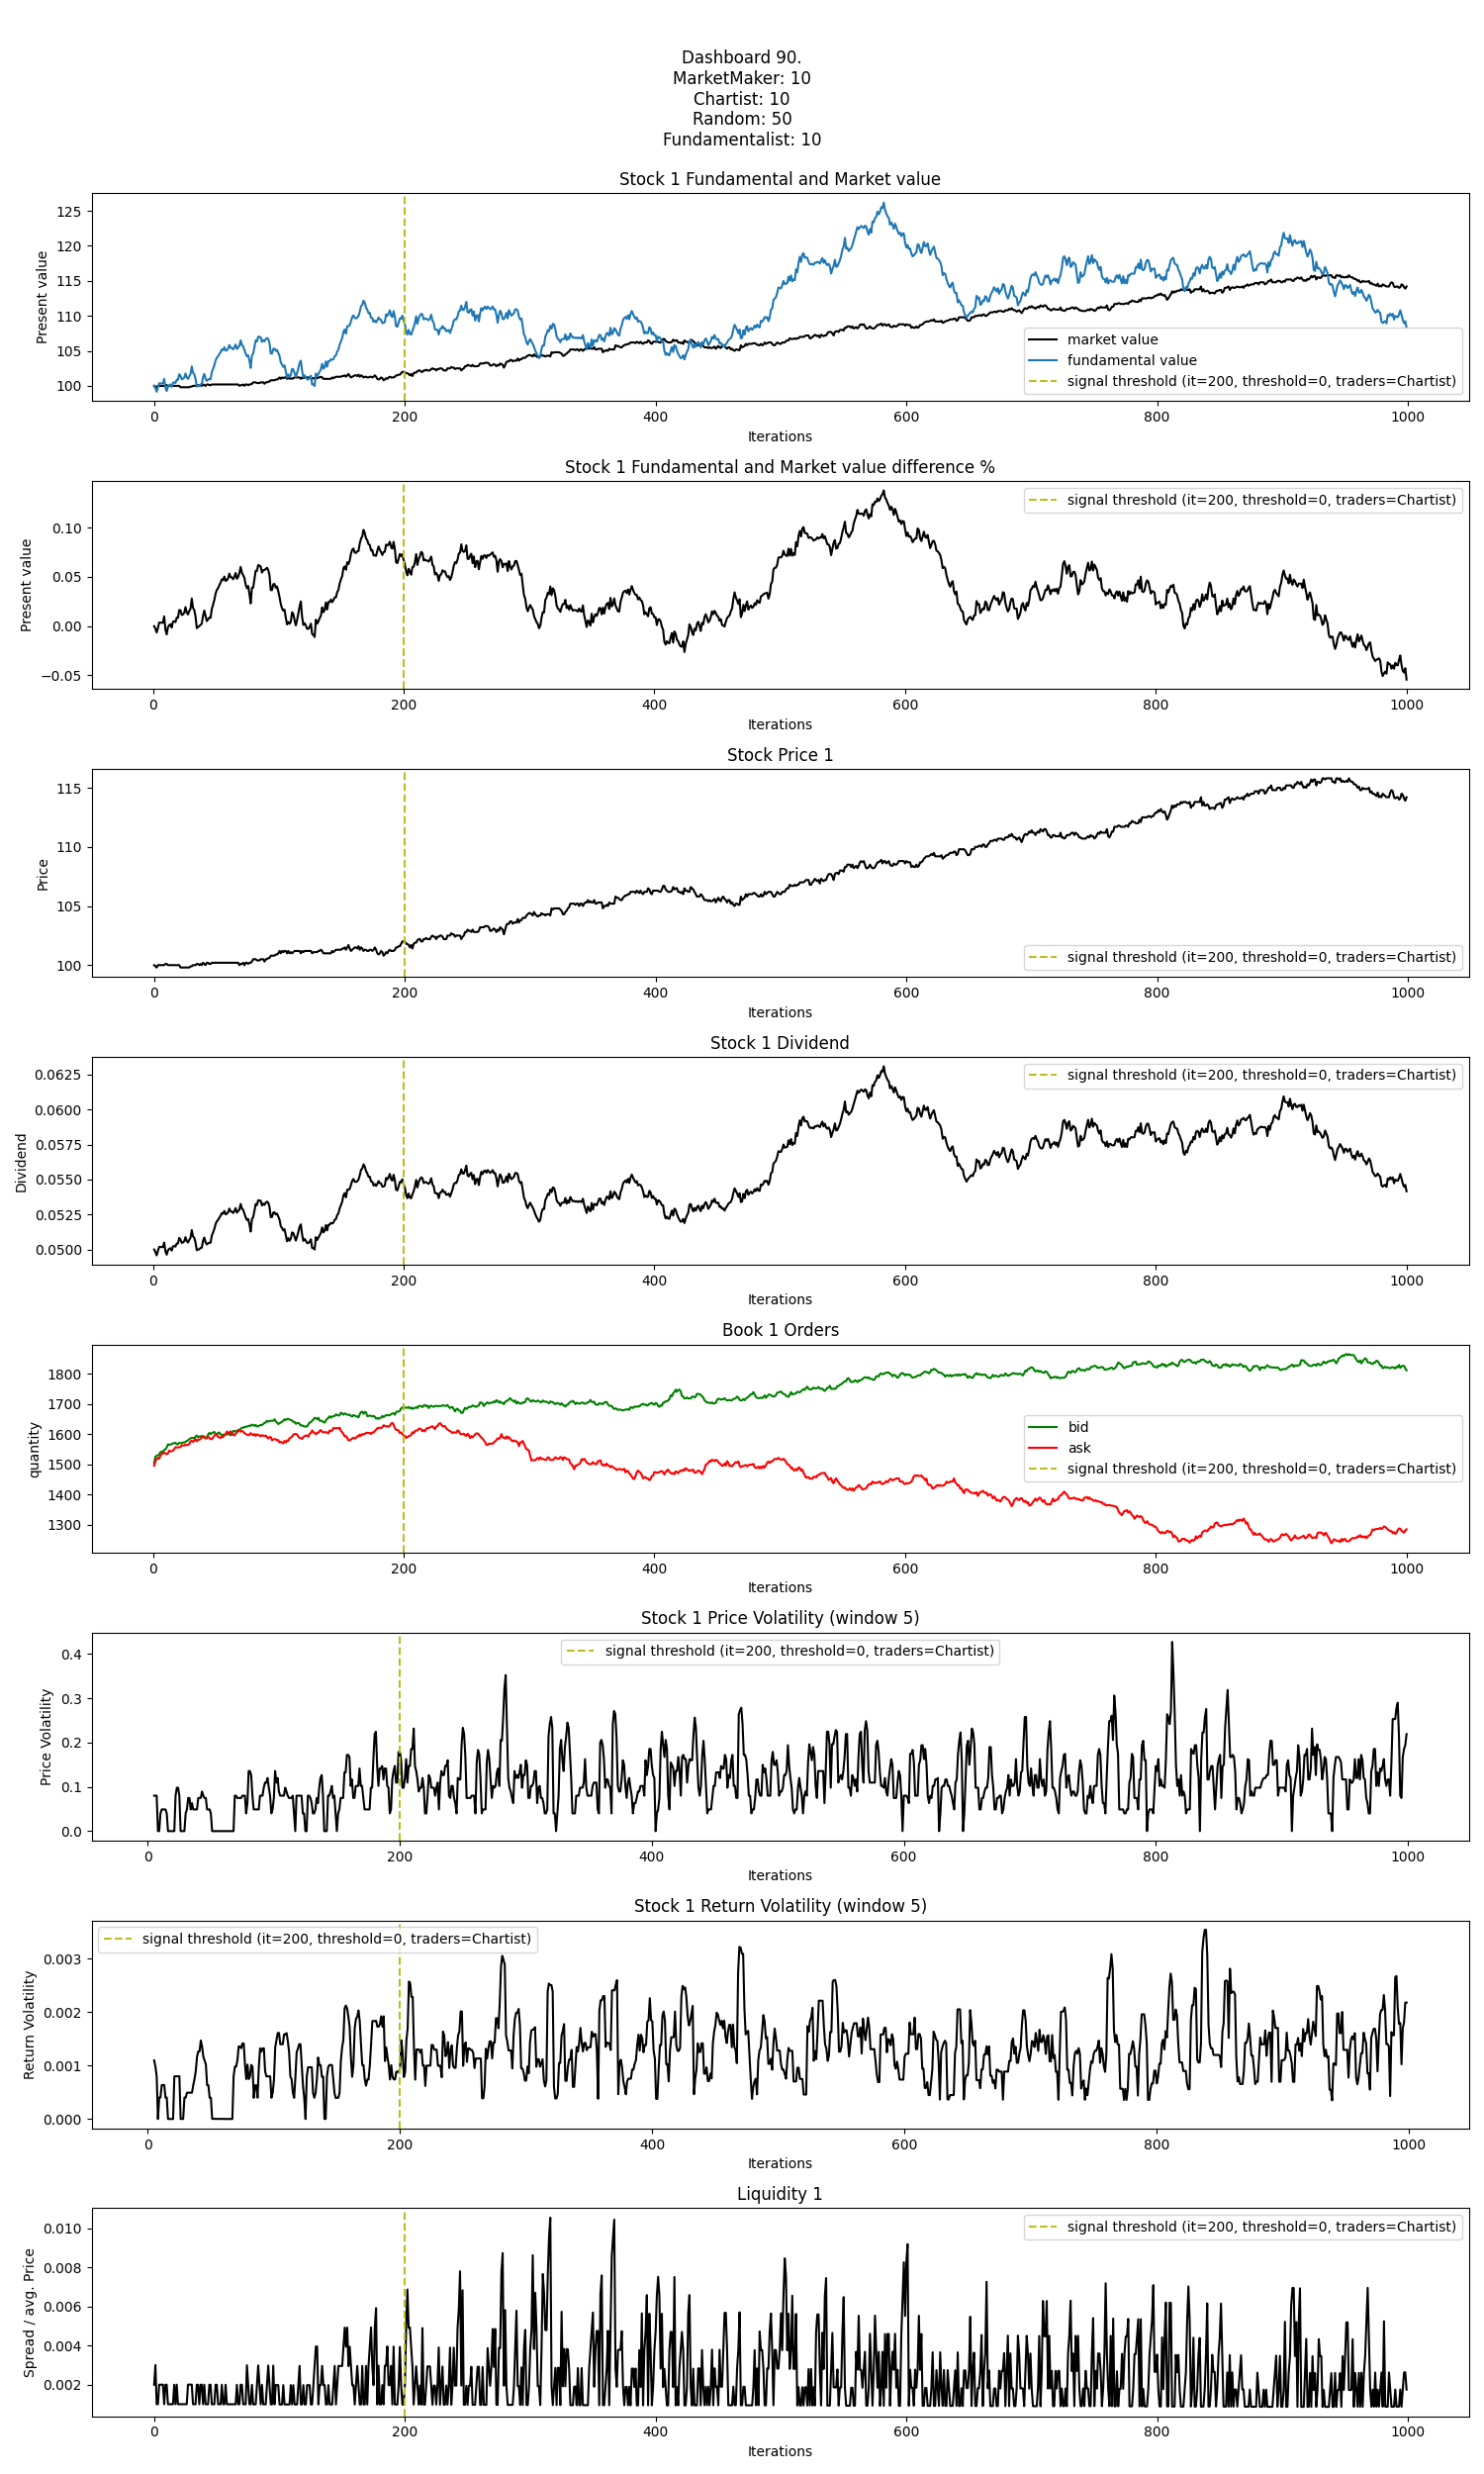 Dashboard 90.
MarketMaker: 10
Chartist: 10
Random: 50
Fundamentalist: 10
Stock 1 Fundamental and Market value
Present value
125
120
115
110
105
100
market value
fundamental value
signal threshold (it=200, threshold=0, traders=Chartist)
0 200 400 600 800 1000
Iterations
Stock 1 Fundamental and Market value difference %
Present value
0.10
0.05
0.00
−0.05
signal threshold (it=200, threshold=0, traders=Chartist)
0 200 400 600 800 1000
Iterations
Stock Price 1
Price
115
110
105
100
signal threshold (it=200, threshold=0, traders=Chartist)
0 200 400 600 800 1000
Iterations
Stock 1 Dividend
Dividend
0.0625
0.0600
0.0575
0.0550
0.0525
0.0500
signal threshold (it=200, threshold=0, traders=Chartist)
0 200 400 600 800 1000
Iterations
Book 1 Orders
quantity
1800
1700
1600
1500
1400
1300
bid
ask
signal threshold (it=200, threshold=0, traders=Chartist)
0 200 400 600 800 1000
Iterations
Stock 1 Price Volatility (window 5)
Price Volatility
0.4
0.3
0.2
0.1
0.0
signal threshold (it=200, threshold=0, traders=Chartist)
0 200 400 600 800 1000
Iterations
Stock 1 Return Volatility (window 5)
Return Volatility
0.003
0.002
0.001
0.000
signal threshold (it=200, threshold=0, traders=Chartist)
0 200 400 600 800 1000
Iterations
Liquidity 1
Spread / avg. Price
0.010
0.008
0.006
0.004
0.002
signal threshold (it=200, threshold=0, traders=Chartist)
0 200 400 600 800 1000
Iterations